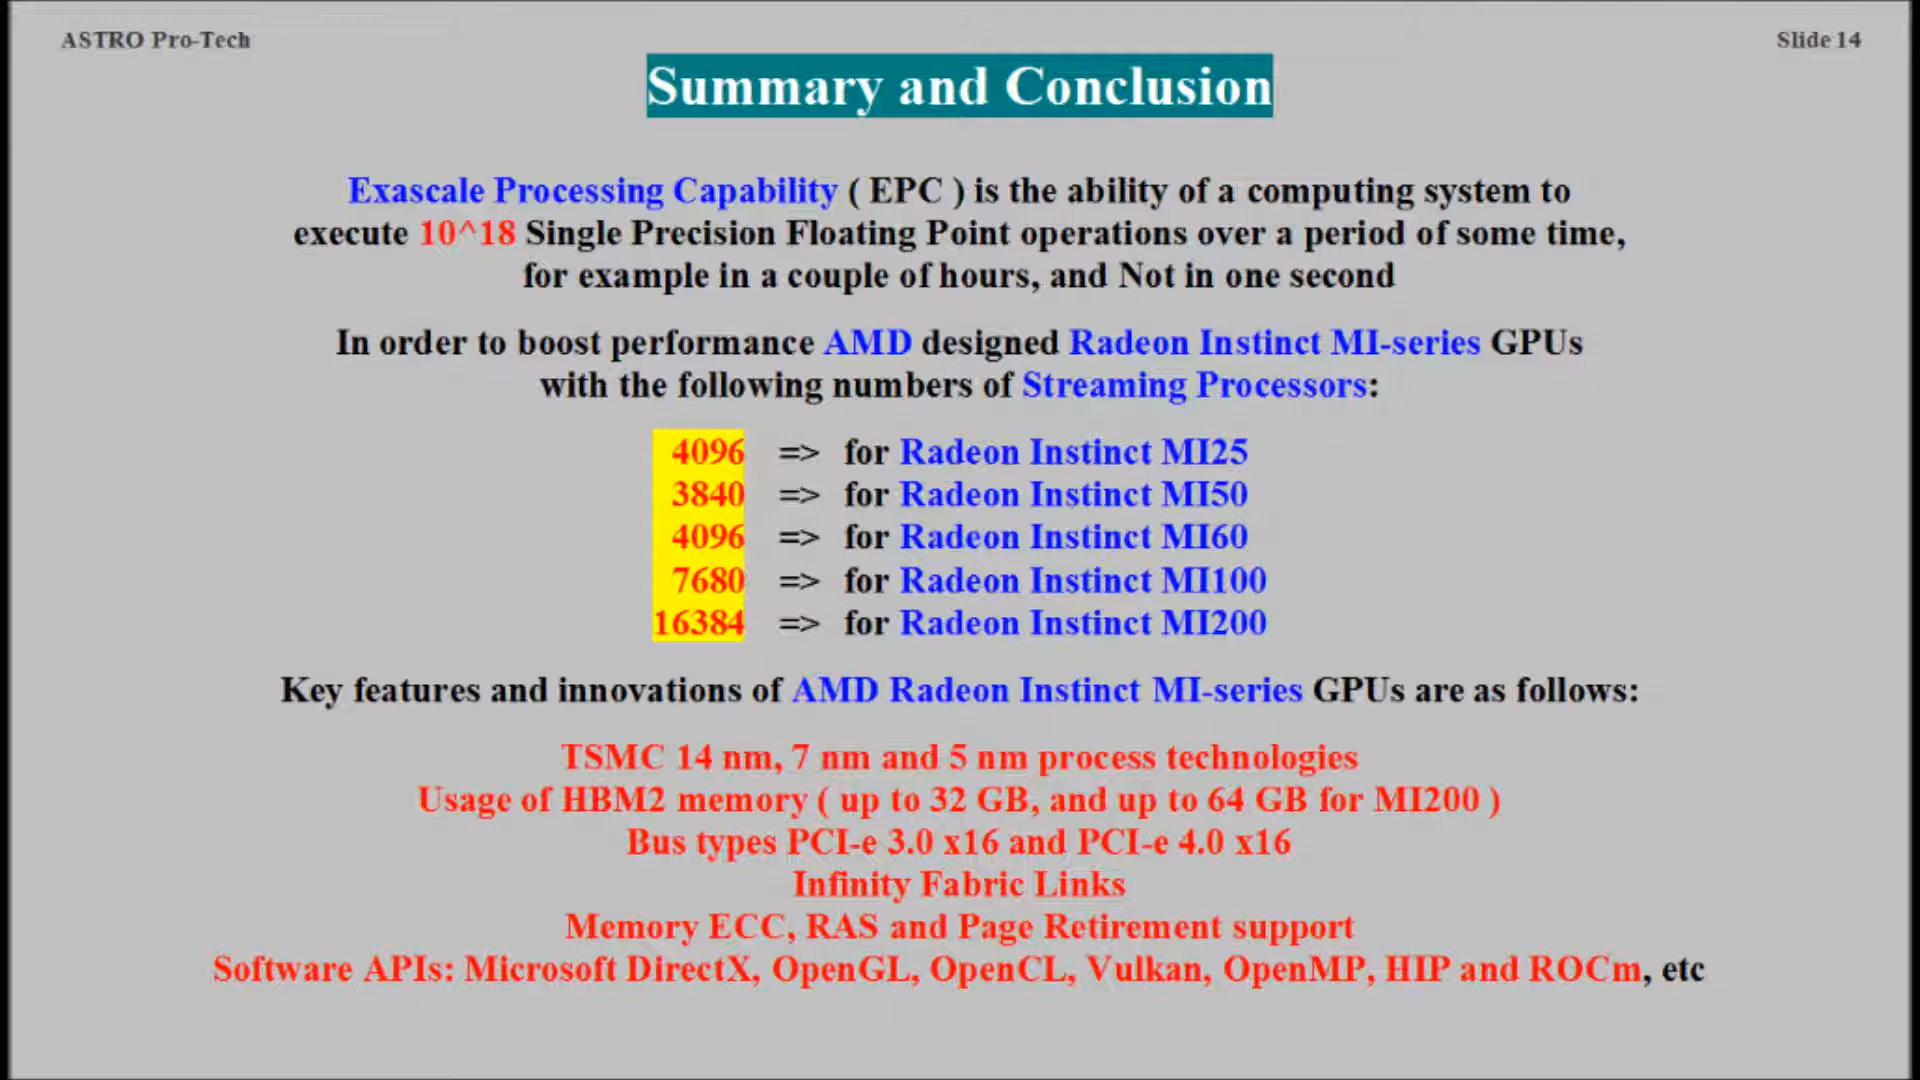 ASTRO Pro-Tech
Slide 14
Summary and Conclusion
Exascale Processing Capability ( EPC ) is the ability of a computing system to
execute 10^18 Single Precision Floating Point operations over a period of some time,
for example in a couple of hours, and Not in one second
In order to boost performance AMD designed Radeon Instinct MI-series GPUs
with the following numbers of Streaming Processors:
4096 => for Radeon Instinct MI25
3840 => for Radeon Instinct MI50
4096 => for Radeon Instinct MI60
7680 => for Radeon Instinct MI100
16384 => for Radeon Instinct MI200
Key features and innovations of AMD Radeon Instinct MI-series GPUs are as follows:
TSMC 14 nm, 7 nm and 5 nm process technologies
Usage of HBM2 memory ( up to 32 GB, and up to 64 GB for MI200 )
Bus types PCI-e 3.0 x16 and PCI-e 4.0 x16
Infinity Fabric Links
Memory ECC, RAS and Page Retirement support
Software APIs: Microsoft DirectX, OpenGL, OpenCL, Vulkan, OpenMP, HIP and ROCm, etc